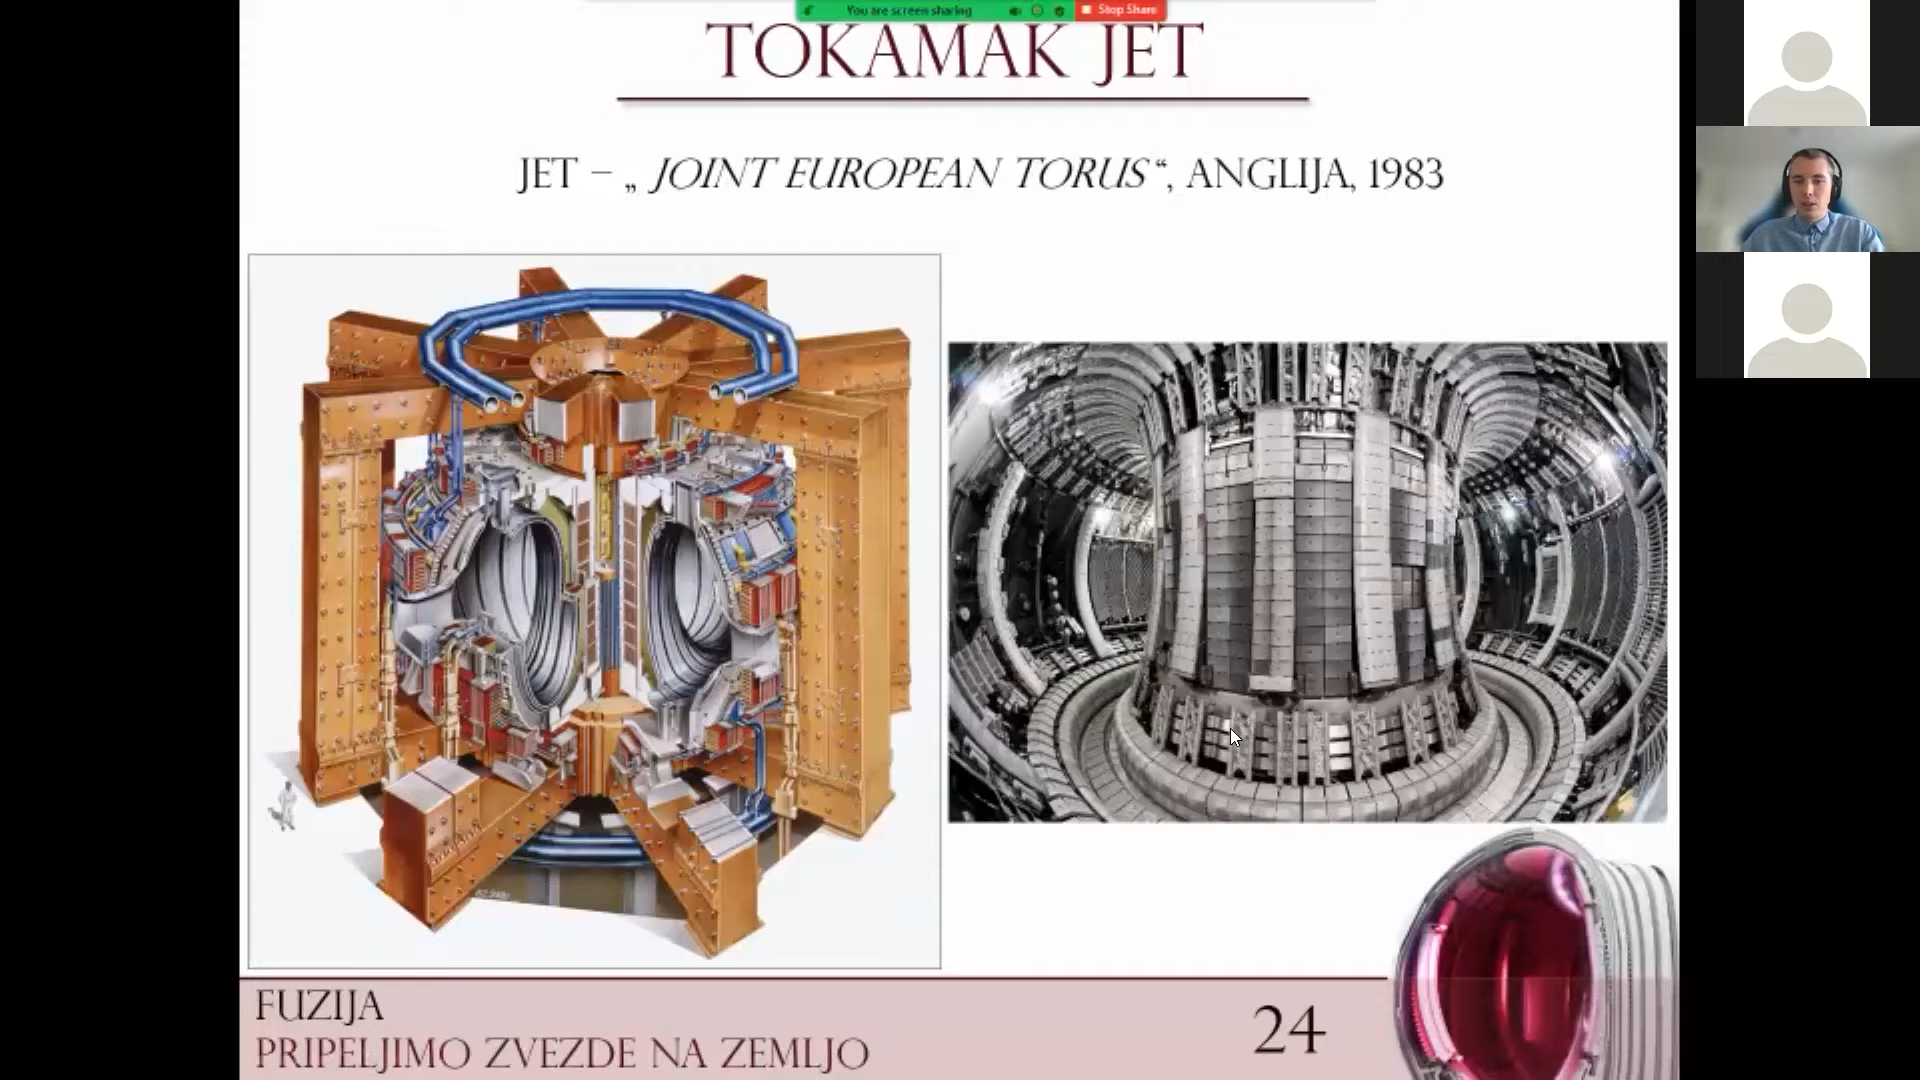 You are screen sharing
Stop Share
TOKAMAK JET
JET – „ JOINT EUROPEAN TORUS “, ANGLIJA, 1983
FUZIJA
PRIPELJIMO ZVEZDE NA ZEMLJO
24